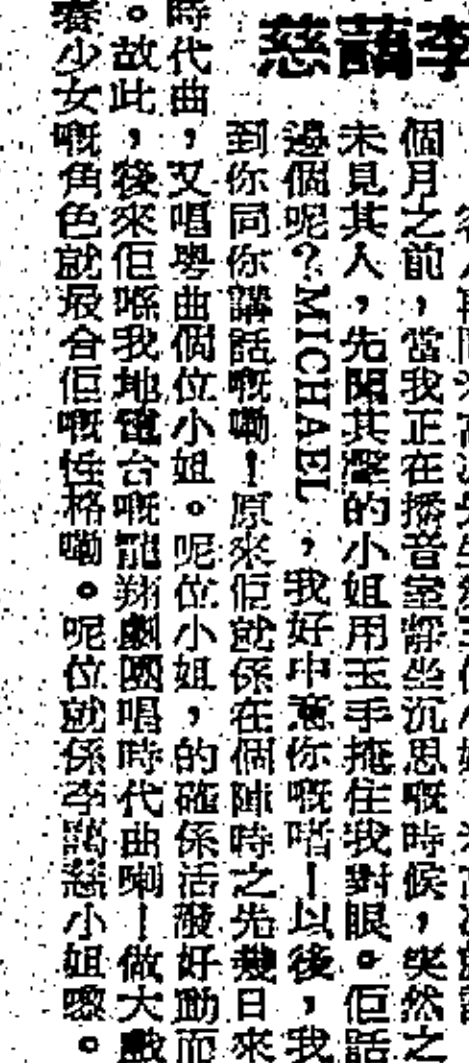 李藹慈
個月之前，當我正在播音室靜坐沉思嘅時候，突然之
未見其人，先聞其聲的小姐用玉手掩住我對眼。佢話
邊個呢？MICHAEL，我好中意你嘅啫！以後，我
到你同你講話嘅嘞！原來佢就係在個陣時之先幾日來
時代曲，又唱粵曲個位小姐。呢位小姐，的確係活潑好動而
。故此，後來佢喺我地電台嘅龍翔劇團唱時代曲喇！做大戲
少女嘅角色就最合佢嘅性格嘞。呢位就係李藹慈小姐嚟。